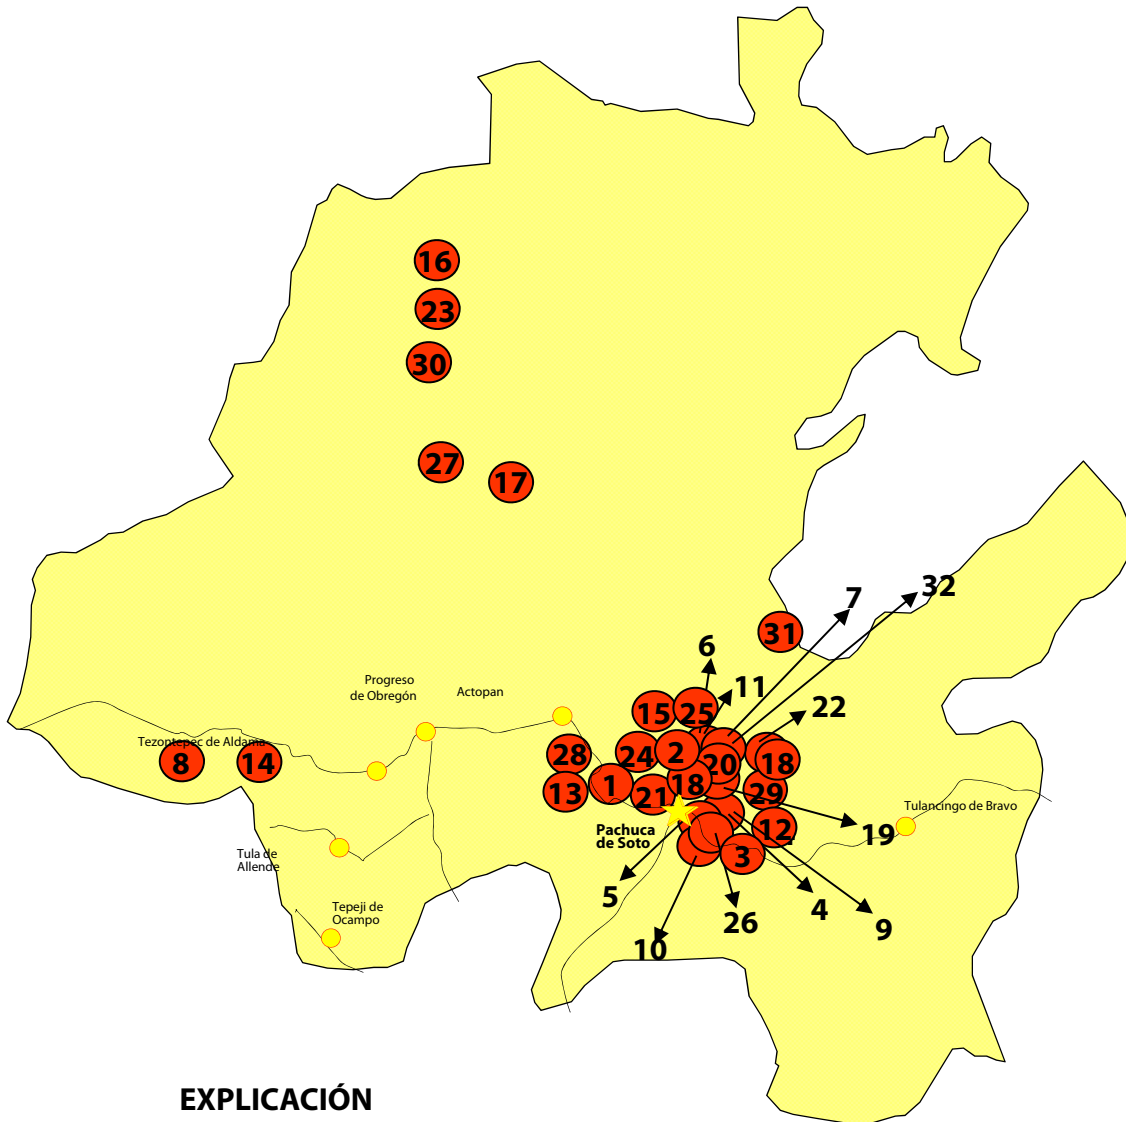 16
23
30
27
17
32
7
31
6
11
22
Progreso
de Obregón
Actopan
15
25
Tezontepec de Aldama
8
14
28
24
2
20
18
13
1
21
18
29
Tulancingo de Bravo
Pachuca
de Soto
12
19
3
Tula de
Allende
5
4
26
9
10
Tepeji de
Ocampo
EXPLICACIÓN